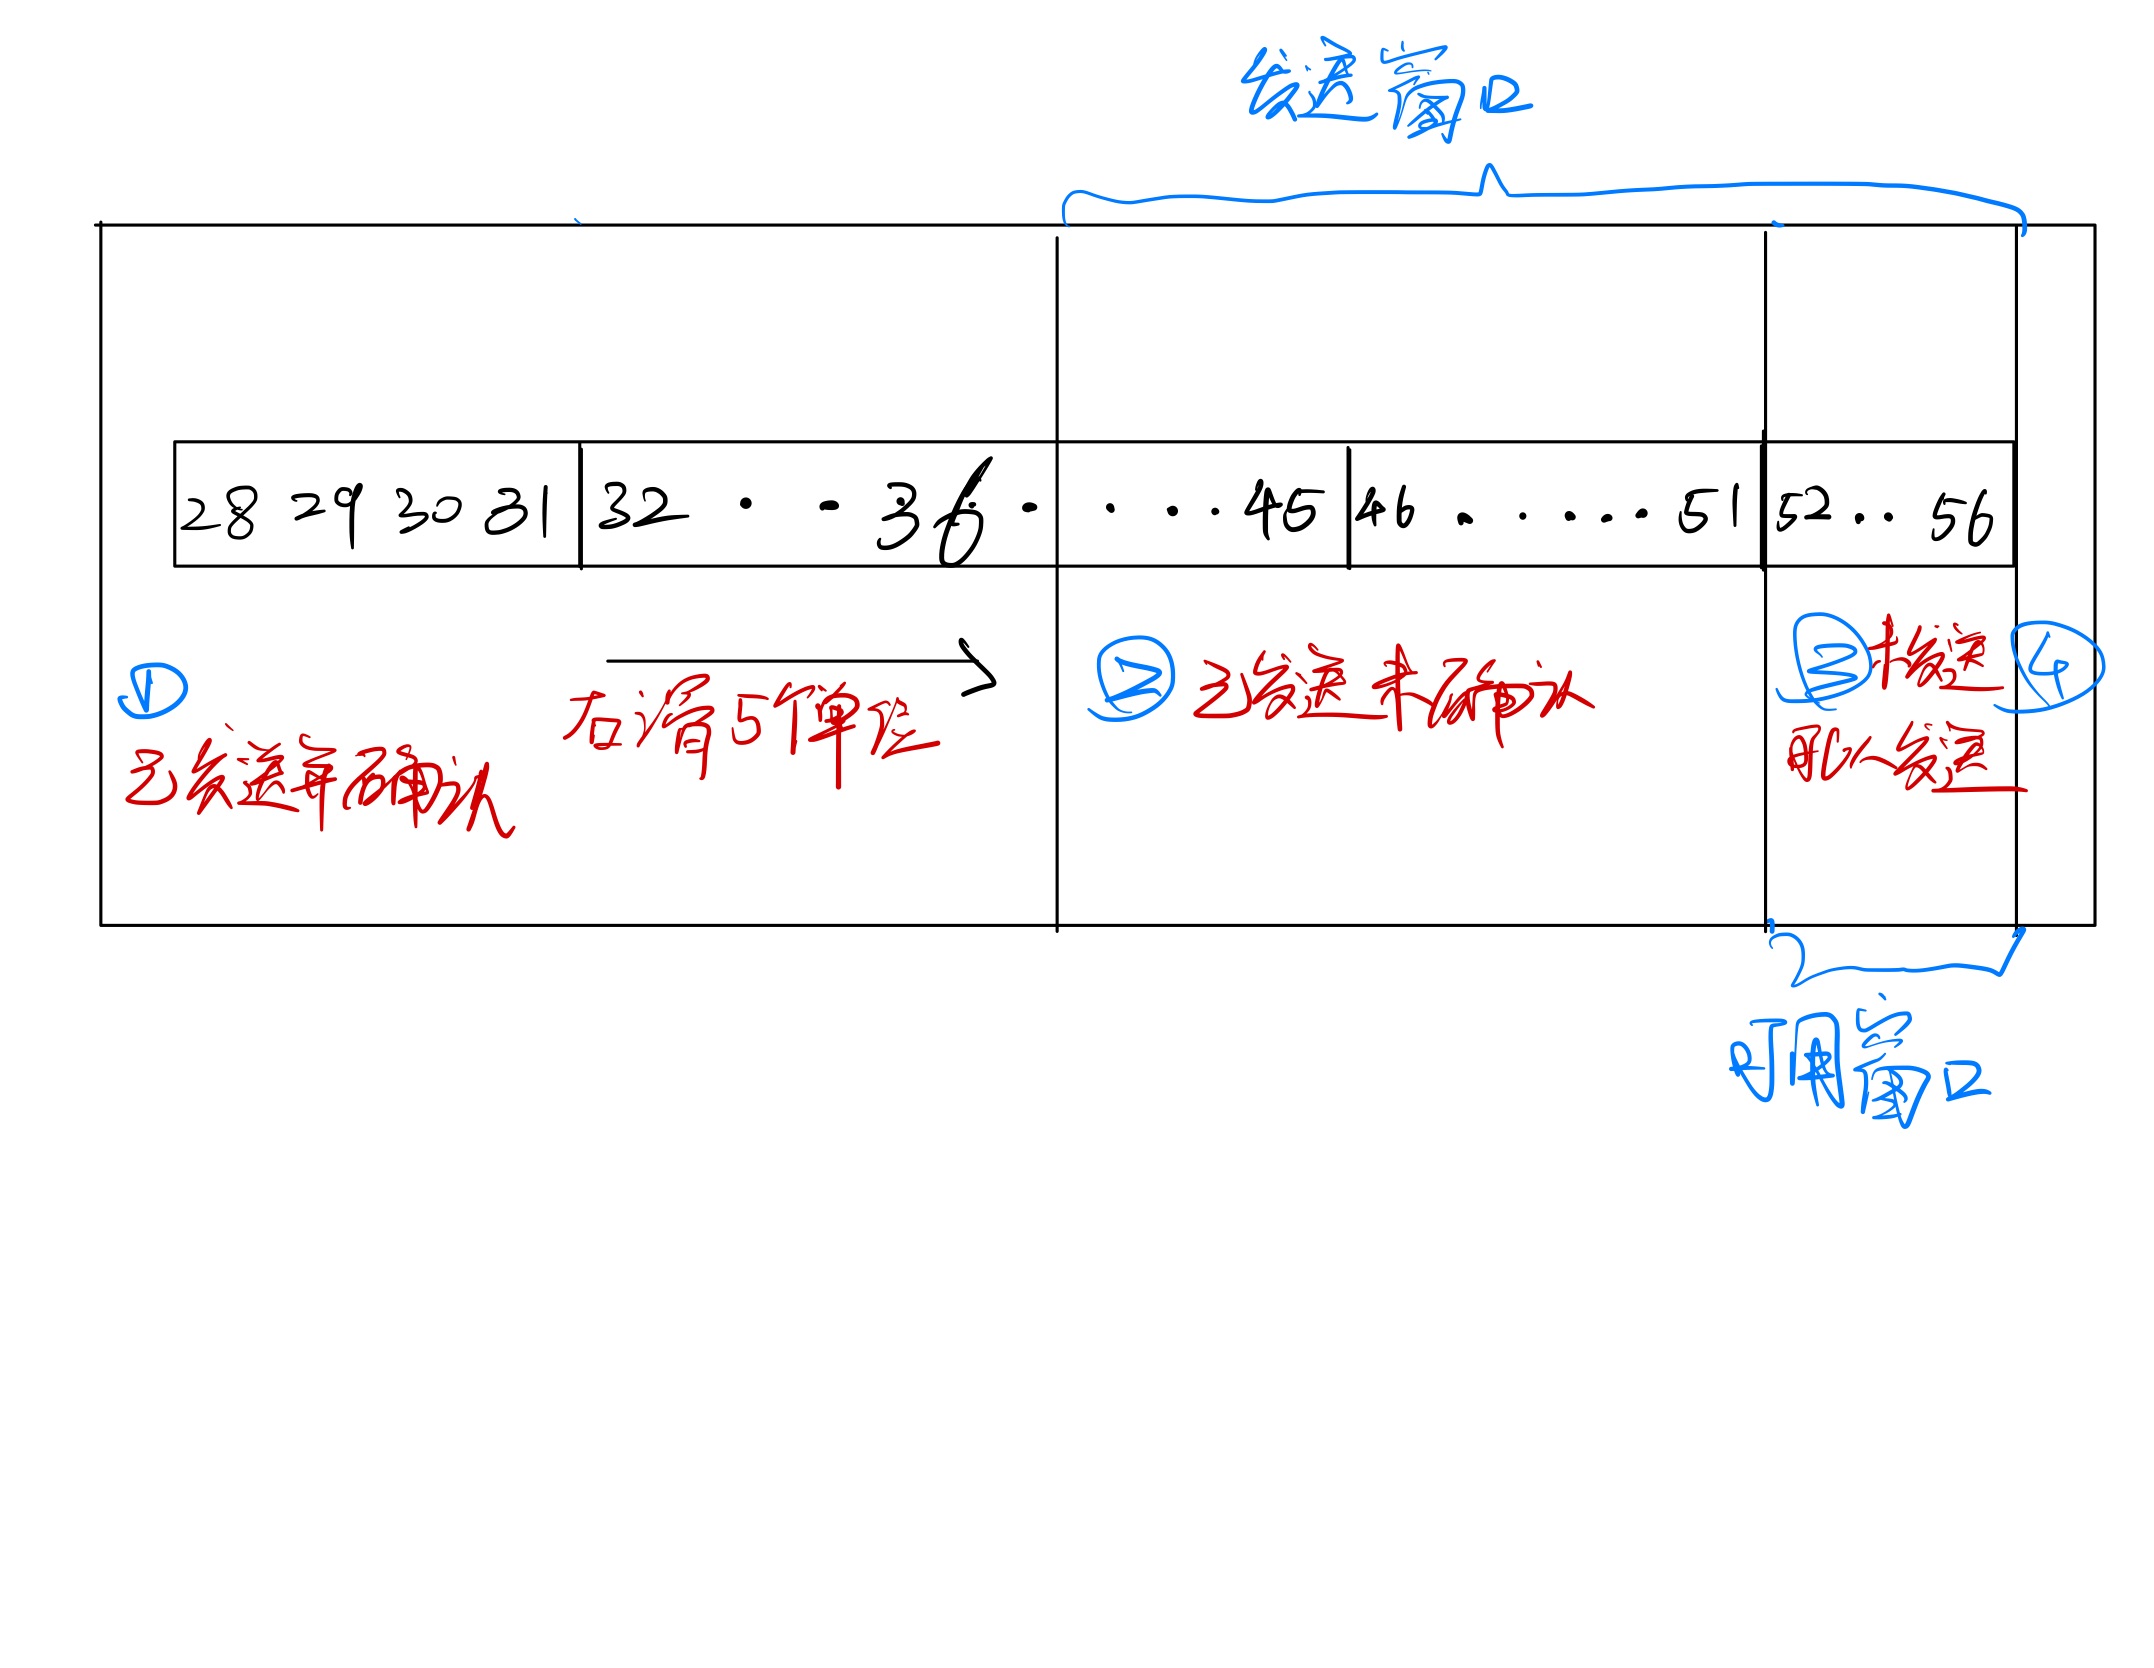 发送窗口
28 29 30 31 32 · · 36 · · · · 45 46 · · · · · 51 52 · · 56
① 已发送并确认
右滑5个单位
② 已发送未确认
③ 未发送
可以发送
④
可用窗口